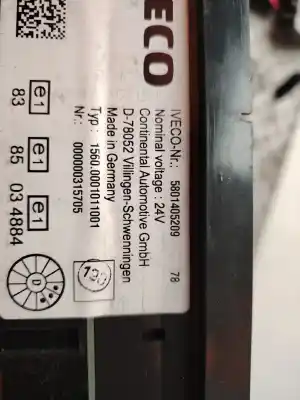 ECO
IVECO-Nr.: 5801405209 78
Nominal voltage : 24V
Continental Automotive GmbH
D-78052 Villingen-Schwenningen
Made in Germany
Typ : 1560.0001011001
Nr.: 000000315705
e1 e1 e1
83 85 03 4884
D